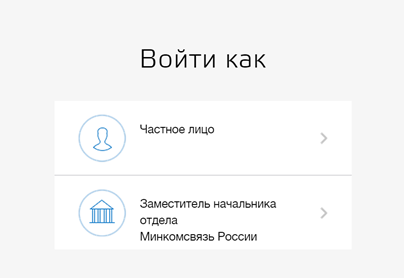 Войти как
Частное лицо
Заместитель начальника
отдела
Минкомсвязь России